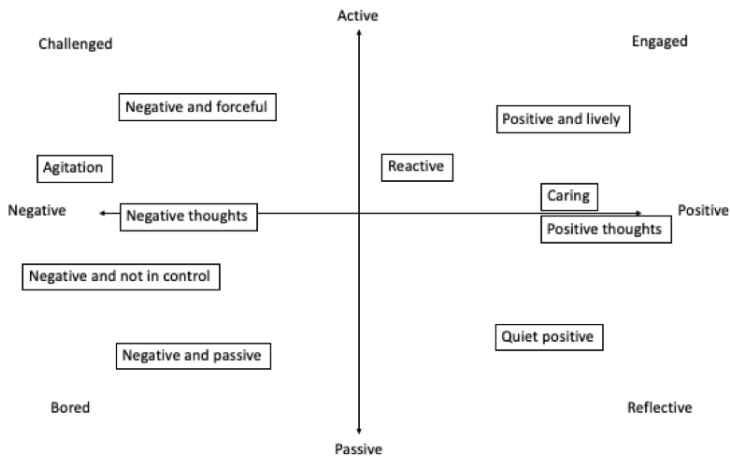 Active
Challenged
Engaged
Negative and forceful
Positive and lively
Reactive
Agitation
Caring
Negative
Negative thoughts
Positive
Positive thoughts
Negative and not in control
Quiet positive
Negative and passive
Bored
Reflective
Passive